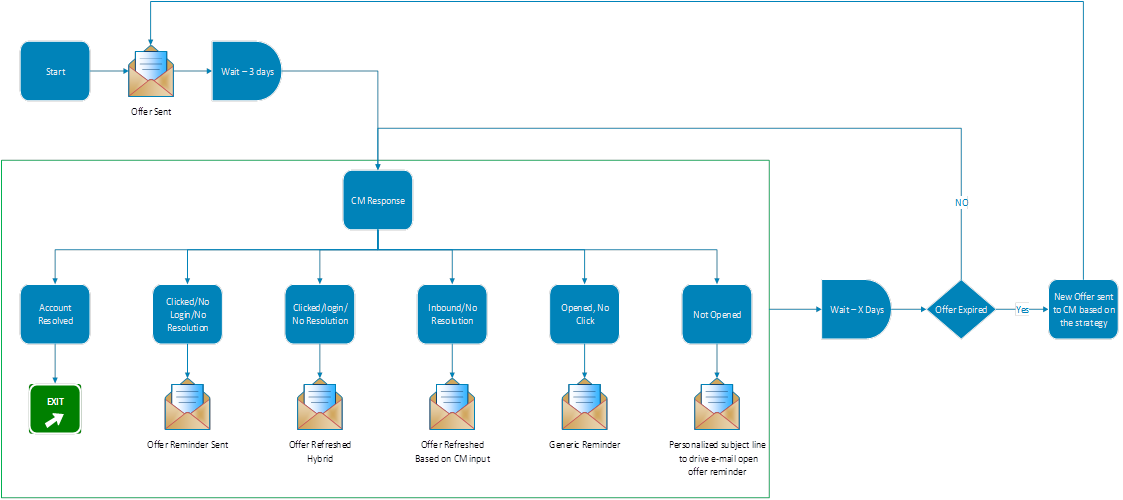 Start
Wait – 3 days
Offer Sent
CM Response
NO
Account
Resolved
Clicked/No
Login/No
Resolution
Clicked/login/
No Resolution
Inbound/No
Resolution
Opened, No
Click
Not Opened
Wait – X Days
Offer Expired
Yes
New Offer sent
to CM based on
the strategy
EXIT
Offer Reminder Sent
Offer Refreshed
Hybrid
Offer Refreshed
Based on CM input
Generic Reminder
Personalized subject line
to drive e-mail open
offer reminder